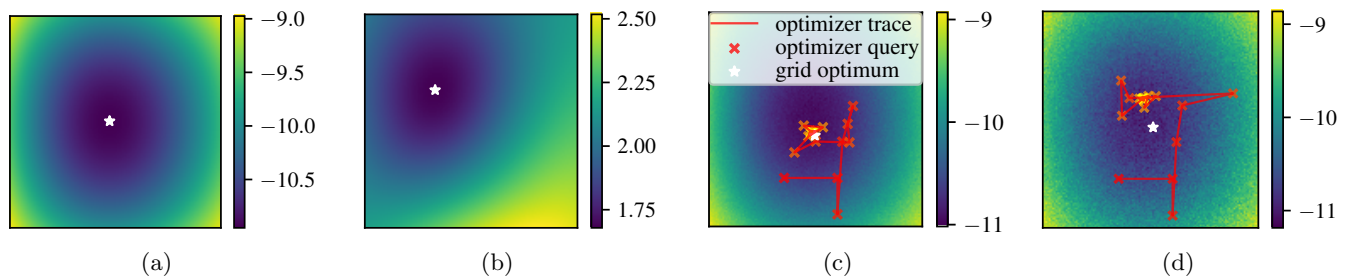 −9.0
−9.5
−10.0
−10.5
(a)
2.50
2.25
2.00
1.75
(b)
optimizer trace
optimizer query
grid optimum
−9
−10
−11
(c)
−9
−10
−11
(d)